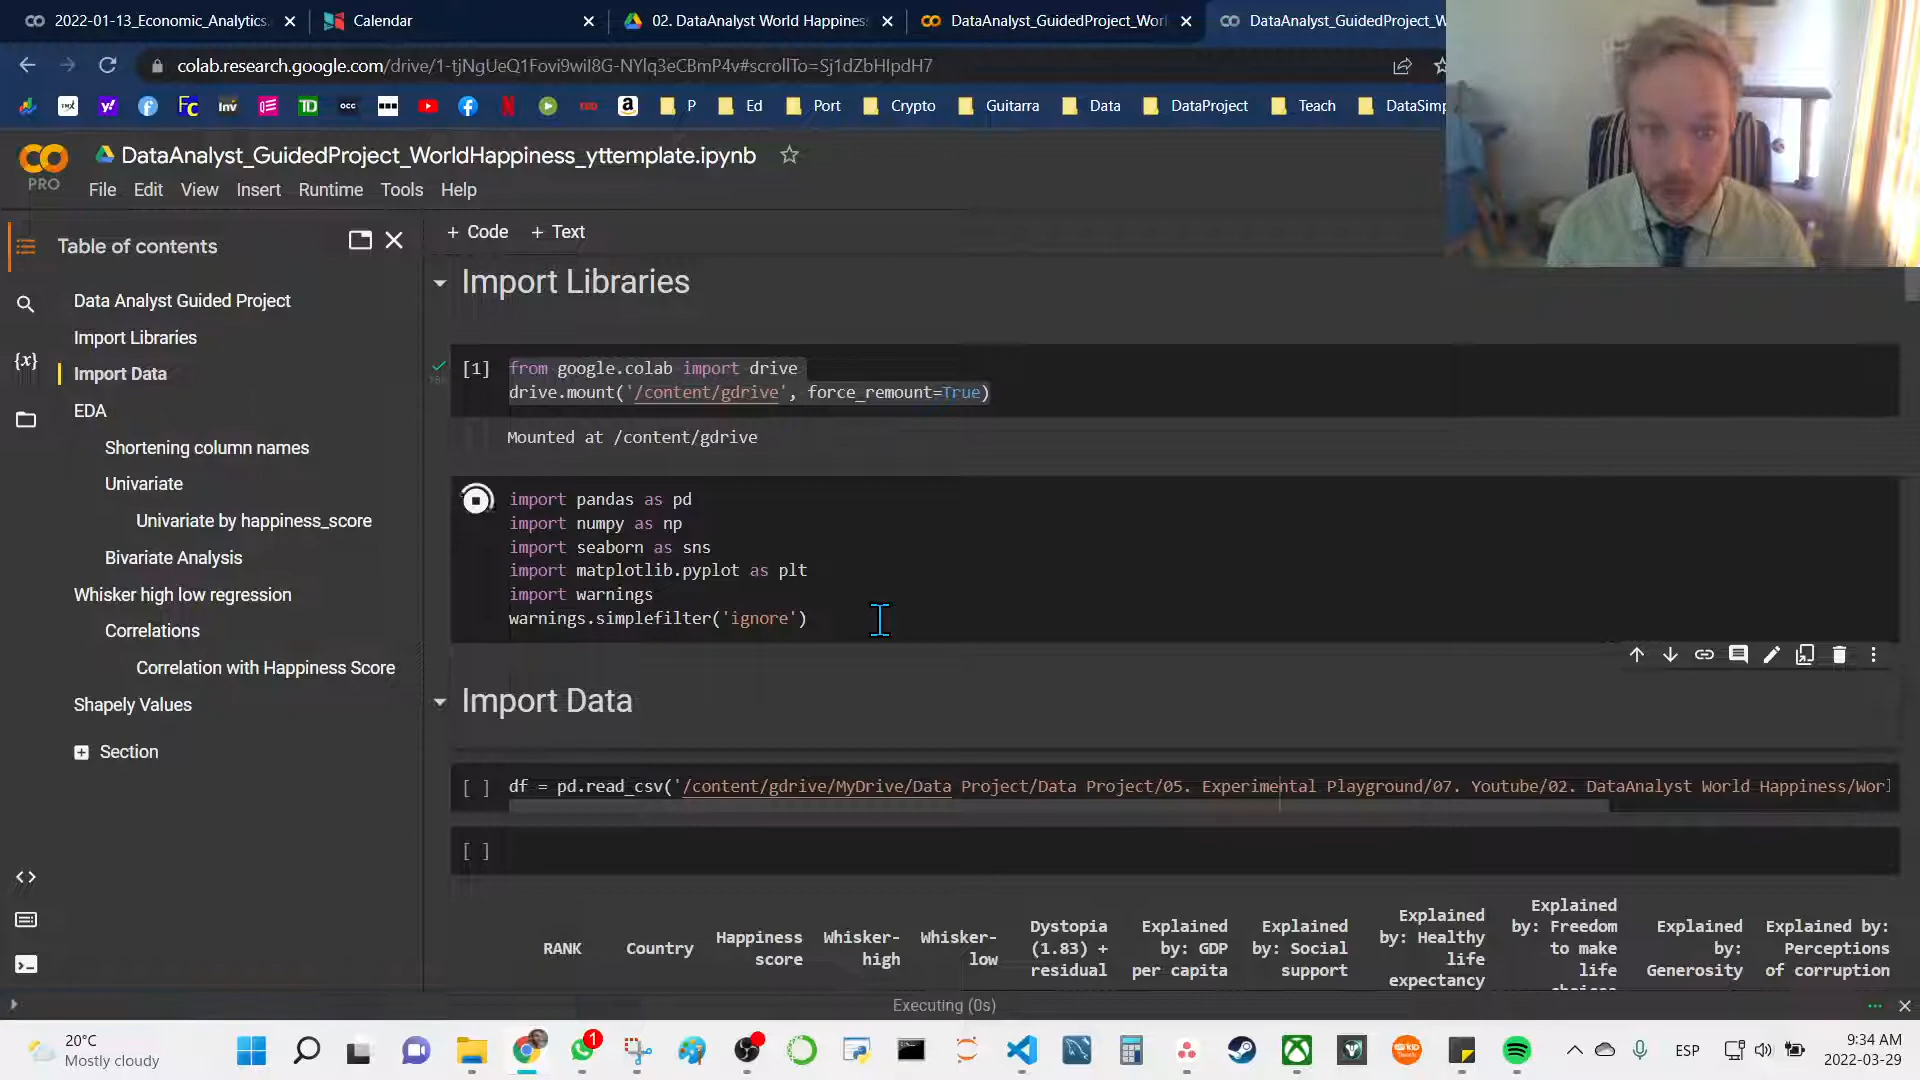 2022-01-13_Economic_Analytics.
Calendar
02. DataAnalyst World Happiness
DataAnalyst_GuidedProject_Worl
DataAnalyst_GuidedProject_W
colab.research.google.com/drive/1-tjNgUeQ1Fovi9wiI8G-NYlq3eCBmP4v#scrollTo=Sj1dZbHIpdH7
P
Ed
Port
Crypto
Guitarra
Data
DataProject
Teach
DataSimp
DataAnalyst_GuidedProject_WorldHappiness_yttemplate.ipynb
PRO
File Edit View Insert Runtime Tools Help
Table of contents
+ Code + Text
Data Analyst Guided Project
Import Libraries
Import Data
EDA
Shortening column names
Univariate
Univariate by happiness_score
Bivariate Analysis
Whisker high low regression
Correlations
Correlation with Happiness Score
Shapely Values
Section
Import Libraries
[1] from google.colab import drive
drive.mount('/content/gdrive', force_remount=True)
Mounted at /content/gdrive
import pandas as pd
import numpy as np
import seaborn as sns
import matplotlib.pyplot as plt
import warnings
warnings.simplefilter('ignore')
Import Data
[ ] df = pd.read_csv('/content/gdrive/MyDrive/Data Project/Data Project/05. Experimental Playground/07. Youtube/02. DataAnalyst World Happiness/Worl
[ ]
RANK
Country
Happiness score
Whisker-high
Whisker-low
Dystopia (1.83) + residual
Explained by: GDP per capita
Explained by: Social support
Explained by: Healthy life expectancy
Explained by: Freedom to make life choices
Explained by: Generosity
Explained by: Perceptions of corruption
Executing (0s)
20°C
Mostly cloudy
1
ESP
9:34 AM
2022-03-29